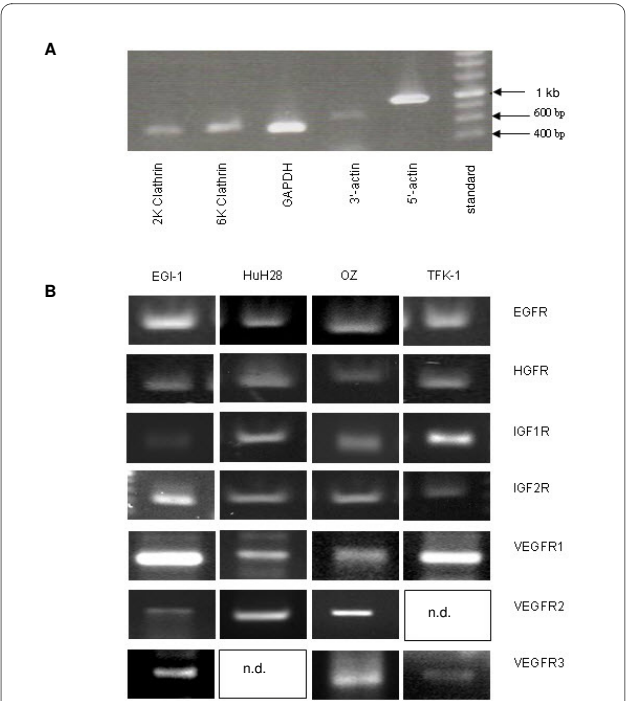 A
1 kb
600 bp
400 bp
2K Clathrin
6K Clathrin
GAPDH
3'-actin
5'-actin
standard
B
EGI-1 HuH28 OZ TFK-1
EGFR
HGFR
IGF1R
IGF2R
VEGFR1
n.d. VEGFR2
n.d. VEGFR3